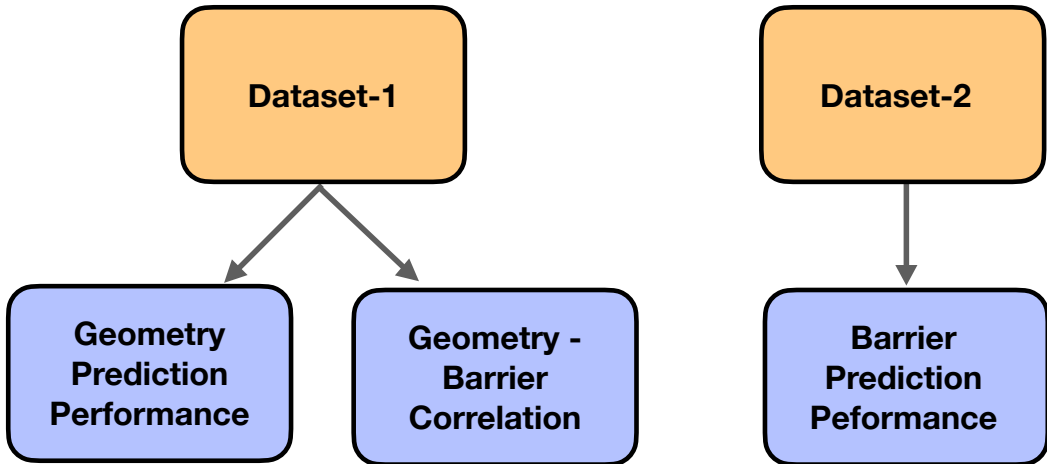 Dataset-1
Dataset-2
Geometry
Prediction
Performance
Geometry -
Barrier
Correlation
Barrier
Prediction
Peformance